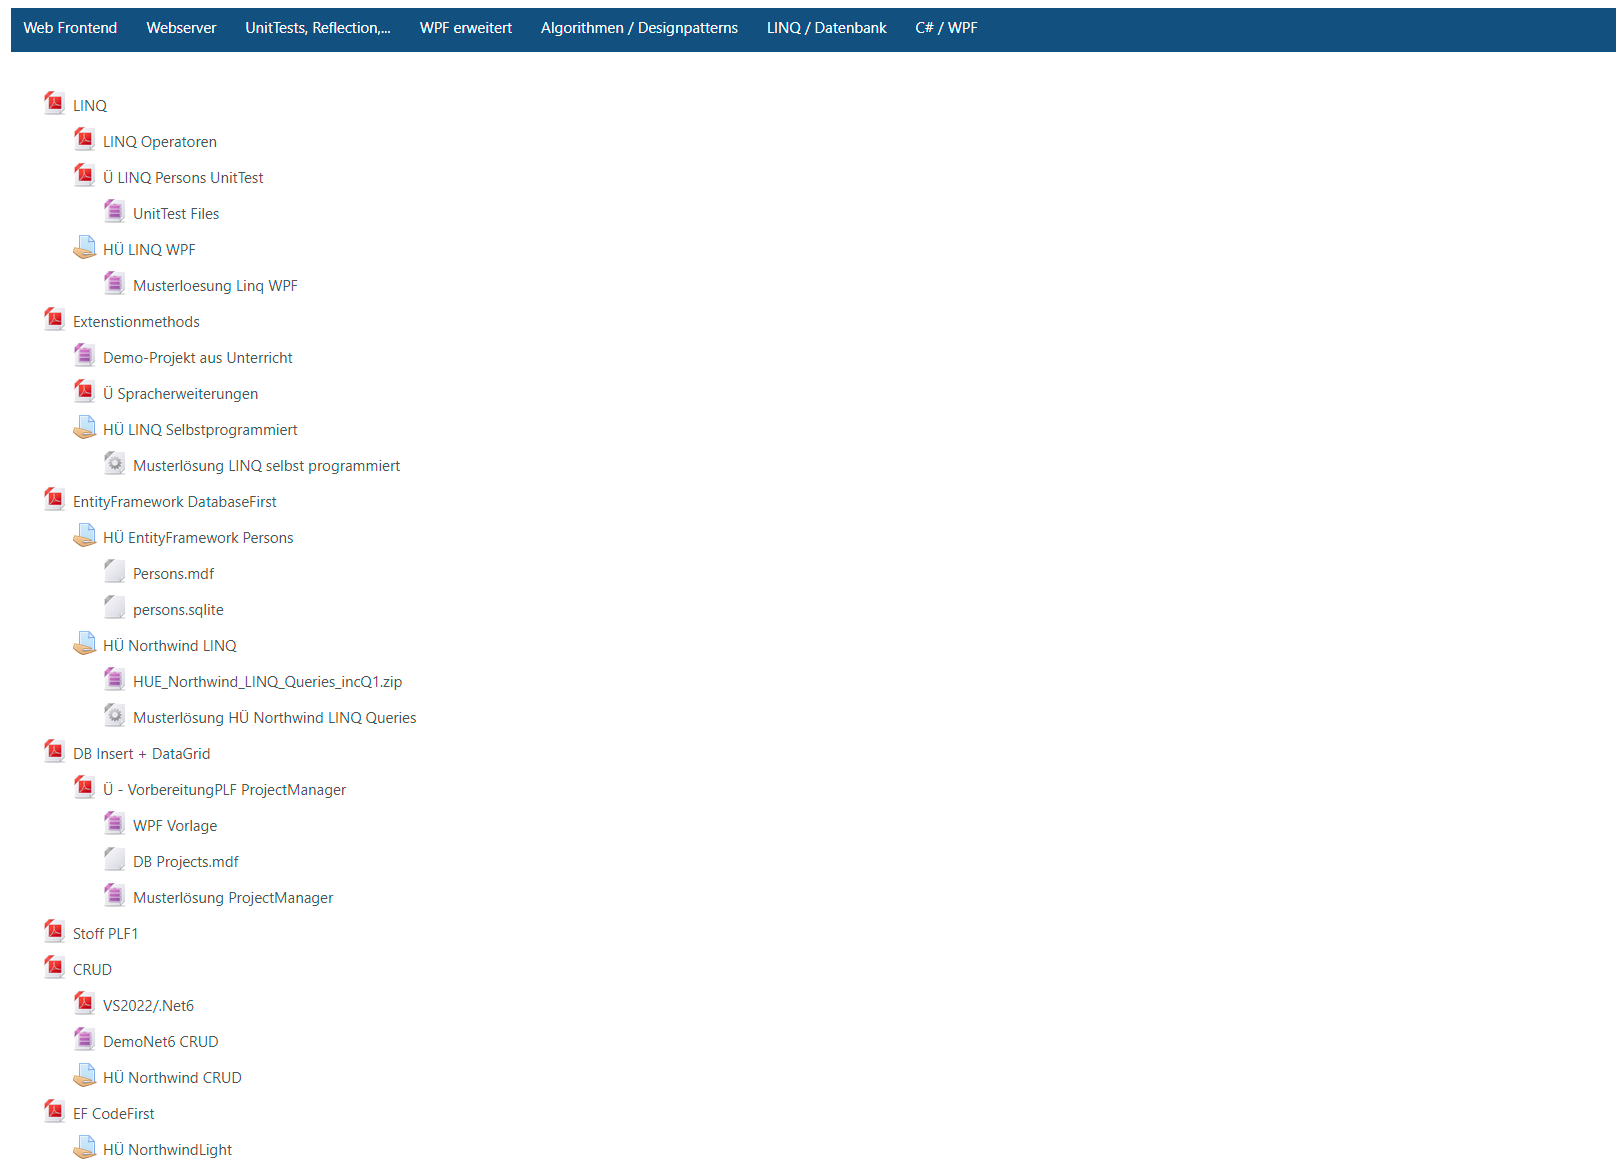 Web Frontend Webserver UnitTests, Reflection,... WPF erweitert Algorithmen / Designpatterns LINQ / Datenbank C# / WPF
LINQ
LINQ Operatoren
Ü LINQ Persons UnitTest
UnitTest Files
HÜ LINQ WPF
Musterloesung Linq WPF
Extenstionmethods
Demo-Projekt aus Unterricht
Ü Spracherweiterungen
HÜ LINQ Selbstprogrammiert
Musterlösung LINQ selbst programmiert
EntityFramework DatabaseFirst
HÜ EntityFramework Persons
Persons.mdf
persons.sqlite
HÜ Northwind LINQ
HUE_Northwind_LINQ_Queries_incQ1.zip
Musterlösung HÜ Northwind LINQ Queries
DB Insert + DataGrid
Ü - VorbereitungPLF ProjectManager
WPF Vorlage
DB Projects.mdf
Musterlösung ProjectManager
Stoff PLF1
CRUD
VS2022/.Net6
DemoNet6 CRUD
HÜ Northwind CRUD
EF CodeFirst
HÜ NorthwindLight